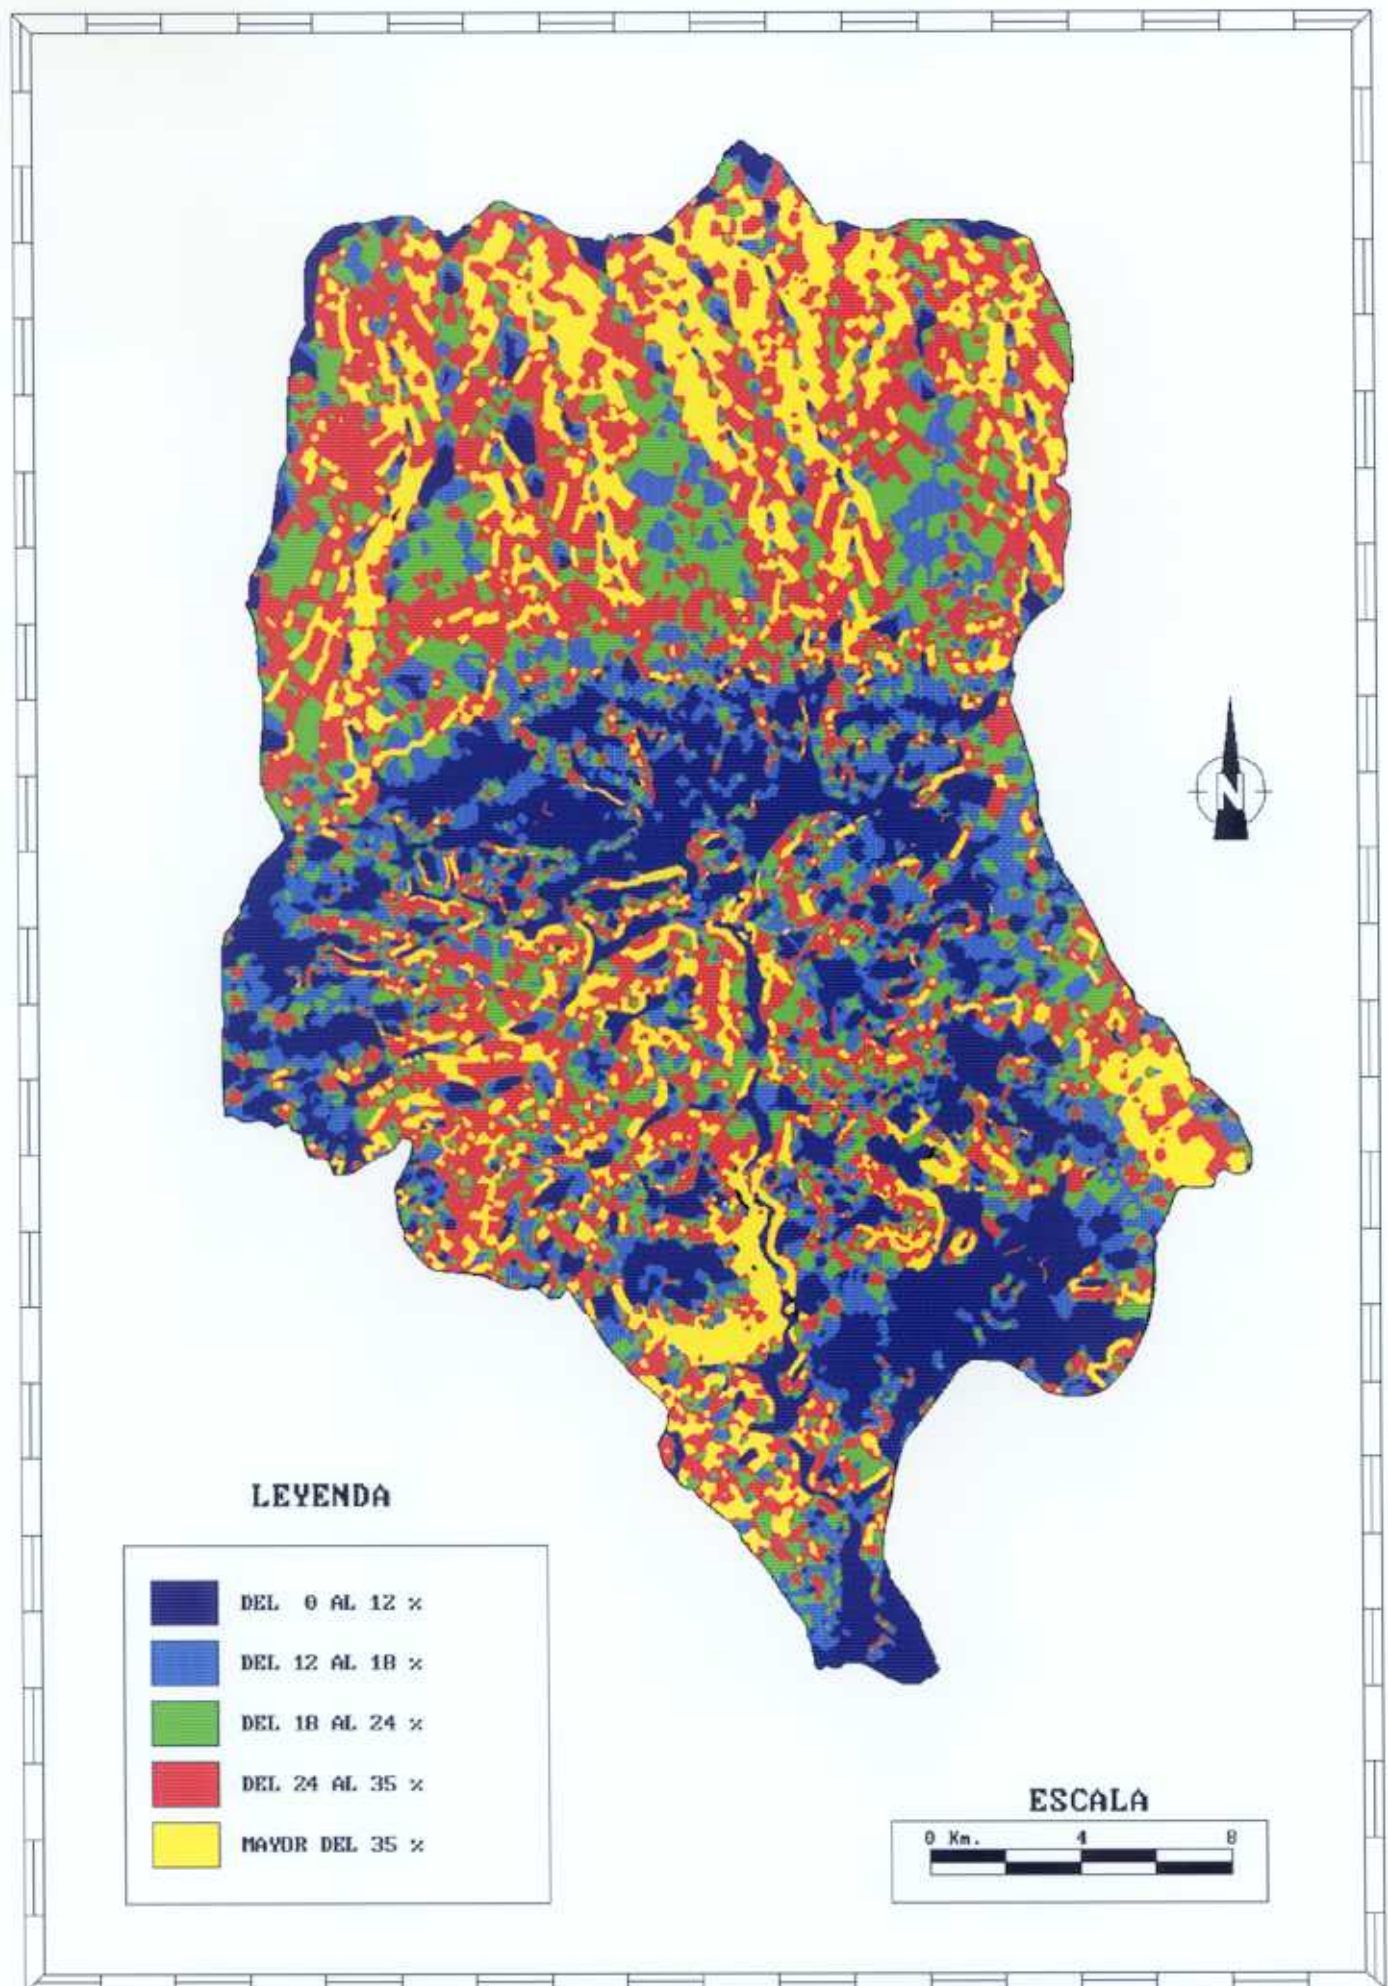 N
LEYENDA
DEL 0 AL 12 %
DEL 12 AL 18 %
DEL 18 AL 24 %
DEL 24 AL 35 %
MAYOR DEL 35 %
ESCALA
0 Km. 4 8